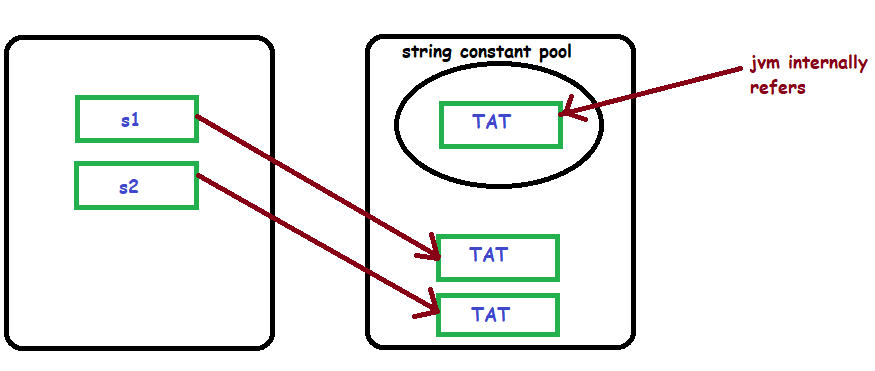 string constant pool
jvm internally
refers
s1
TAT
s2
TAT
TAT